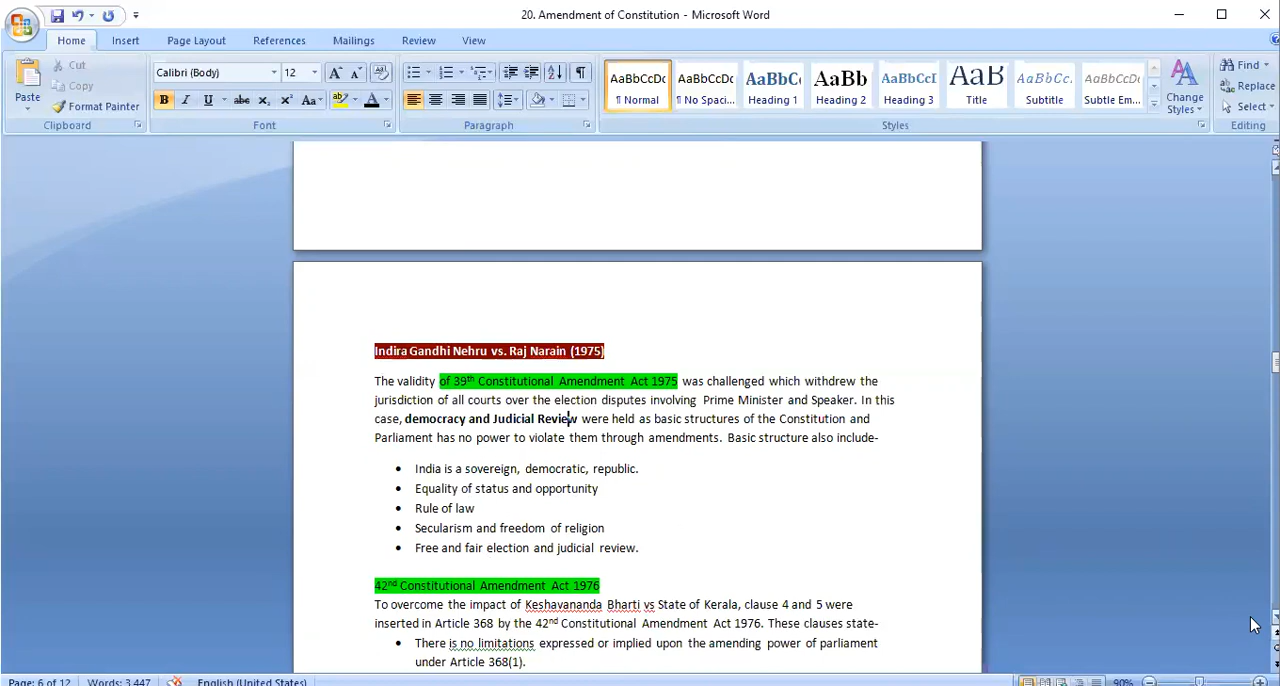 20. Amendment of Constitution - Microsoft Word
Home Insert Page Layout References Mailings Review View
Paste
Cut
Copy
Format Painter
Clipboard
Calibri (Body) 12
B I U abc x₂ x² Aa
Font
Paragraph
AaBbCcDc AaBbCcDc AaBbC AaBb AaBbCcI AaB AaBbCc. AaBbCcDc
¶ Normal ¶ No Spaci... Heading 1 Heading 2 Heading 3 Title Subtitle Subtle Em...
Change Styles
Styles
Find
Replace
Select
Editing
Indira Gandhi Nehru vs. Raj Narain (1975)
The validity of 39th Constitutional Amendment Act 1975 was challenged which withdrew the
jurisdiction of all courts over the election disputes involving Prime Minister and Speaker. In this
case, democracy and Judicial Review were held as basic structures of the Constitution and
Parliament has no power to violate them through amendments. Basic structure also include-
• India is a sovereign, democratic, republic.
• Equality of status and opportunity
• Rule of law
• Secularism and freedom of religion
• Free and fair election and judicial review.
42nd Constitutional Amendment Act 1976
To overcome the impact of Keshavananda Bharti vs State of Kerala, clause 4 and 5 were
inserted in Article 368 by the 42nd Constitutional Amendment Act 1976. These clauses state-
• There is no limitations expressed or implied upon the amending power of parliament
under Article 368(1).
Page: 6 of 12 Words: 3,447 English (United States) 90%